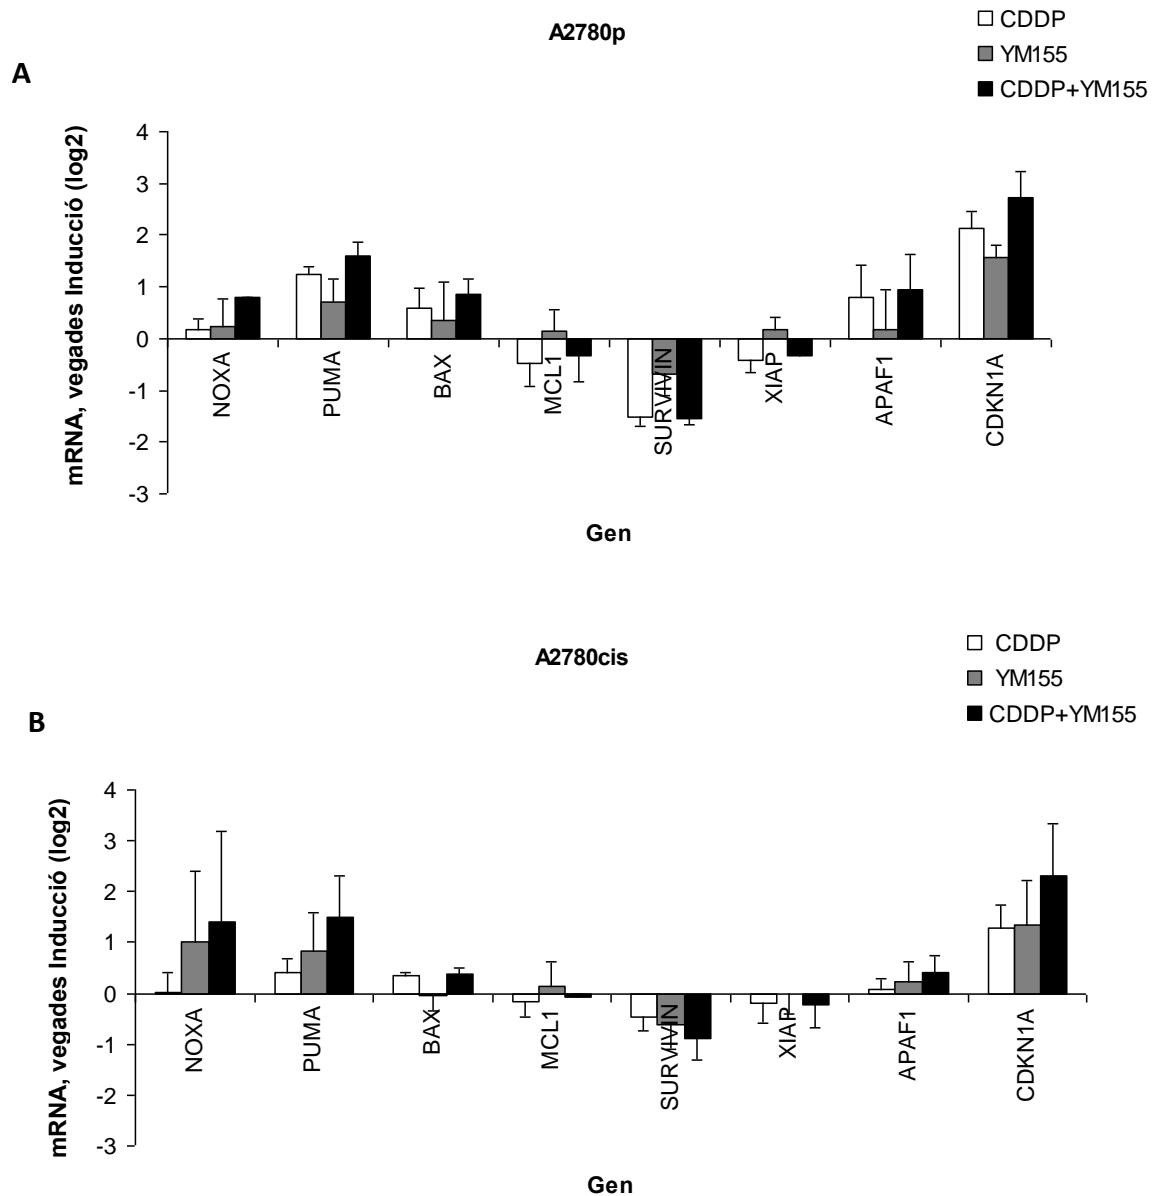 A2780p
CDDP
YM155
CDDP+YM155
A
mRNA, vegades Inducció (log2)
4
3
2
1
0
-1
-2
-3
NOXA
PUMA
BAX
MCL1
SURVIVIN
XIAP
APAF1
CDKN1A
Gen
A2780cis
CDDP
YM155
CDDP+YM155
B
mRNA, vegades Inducció (log2)
4
3
2
1
0
-1
-2
-3
NOXA
PUMA
BAX
MCL1
SURVIVIN
XIAP
APAF1
CDKN1A
Gen